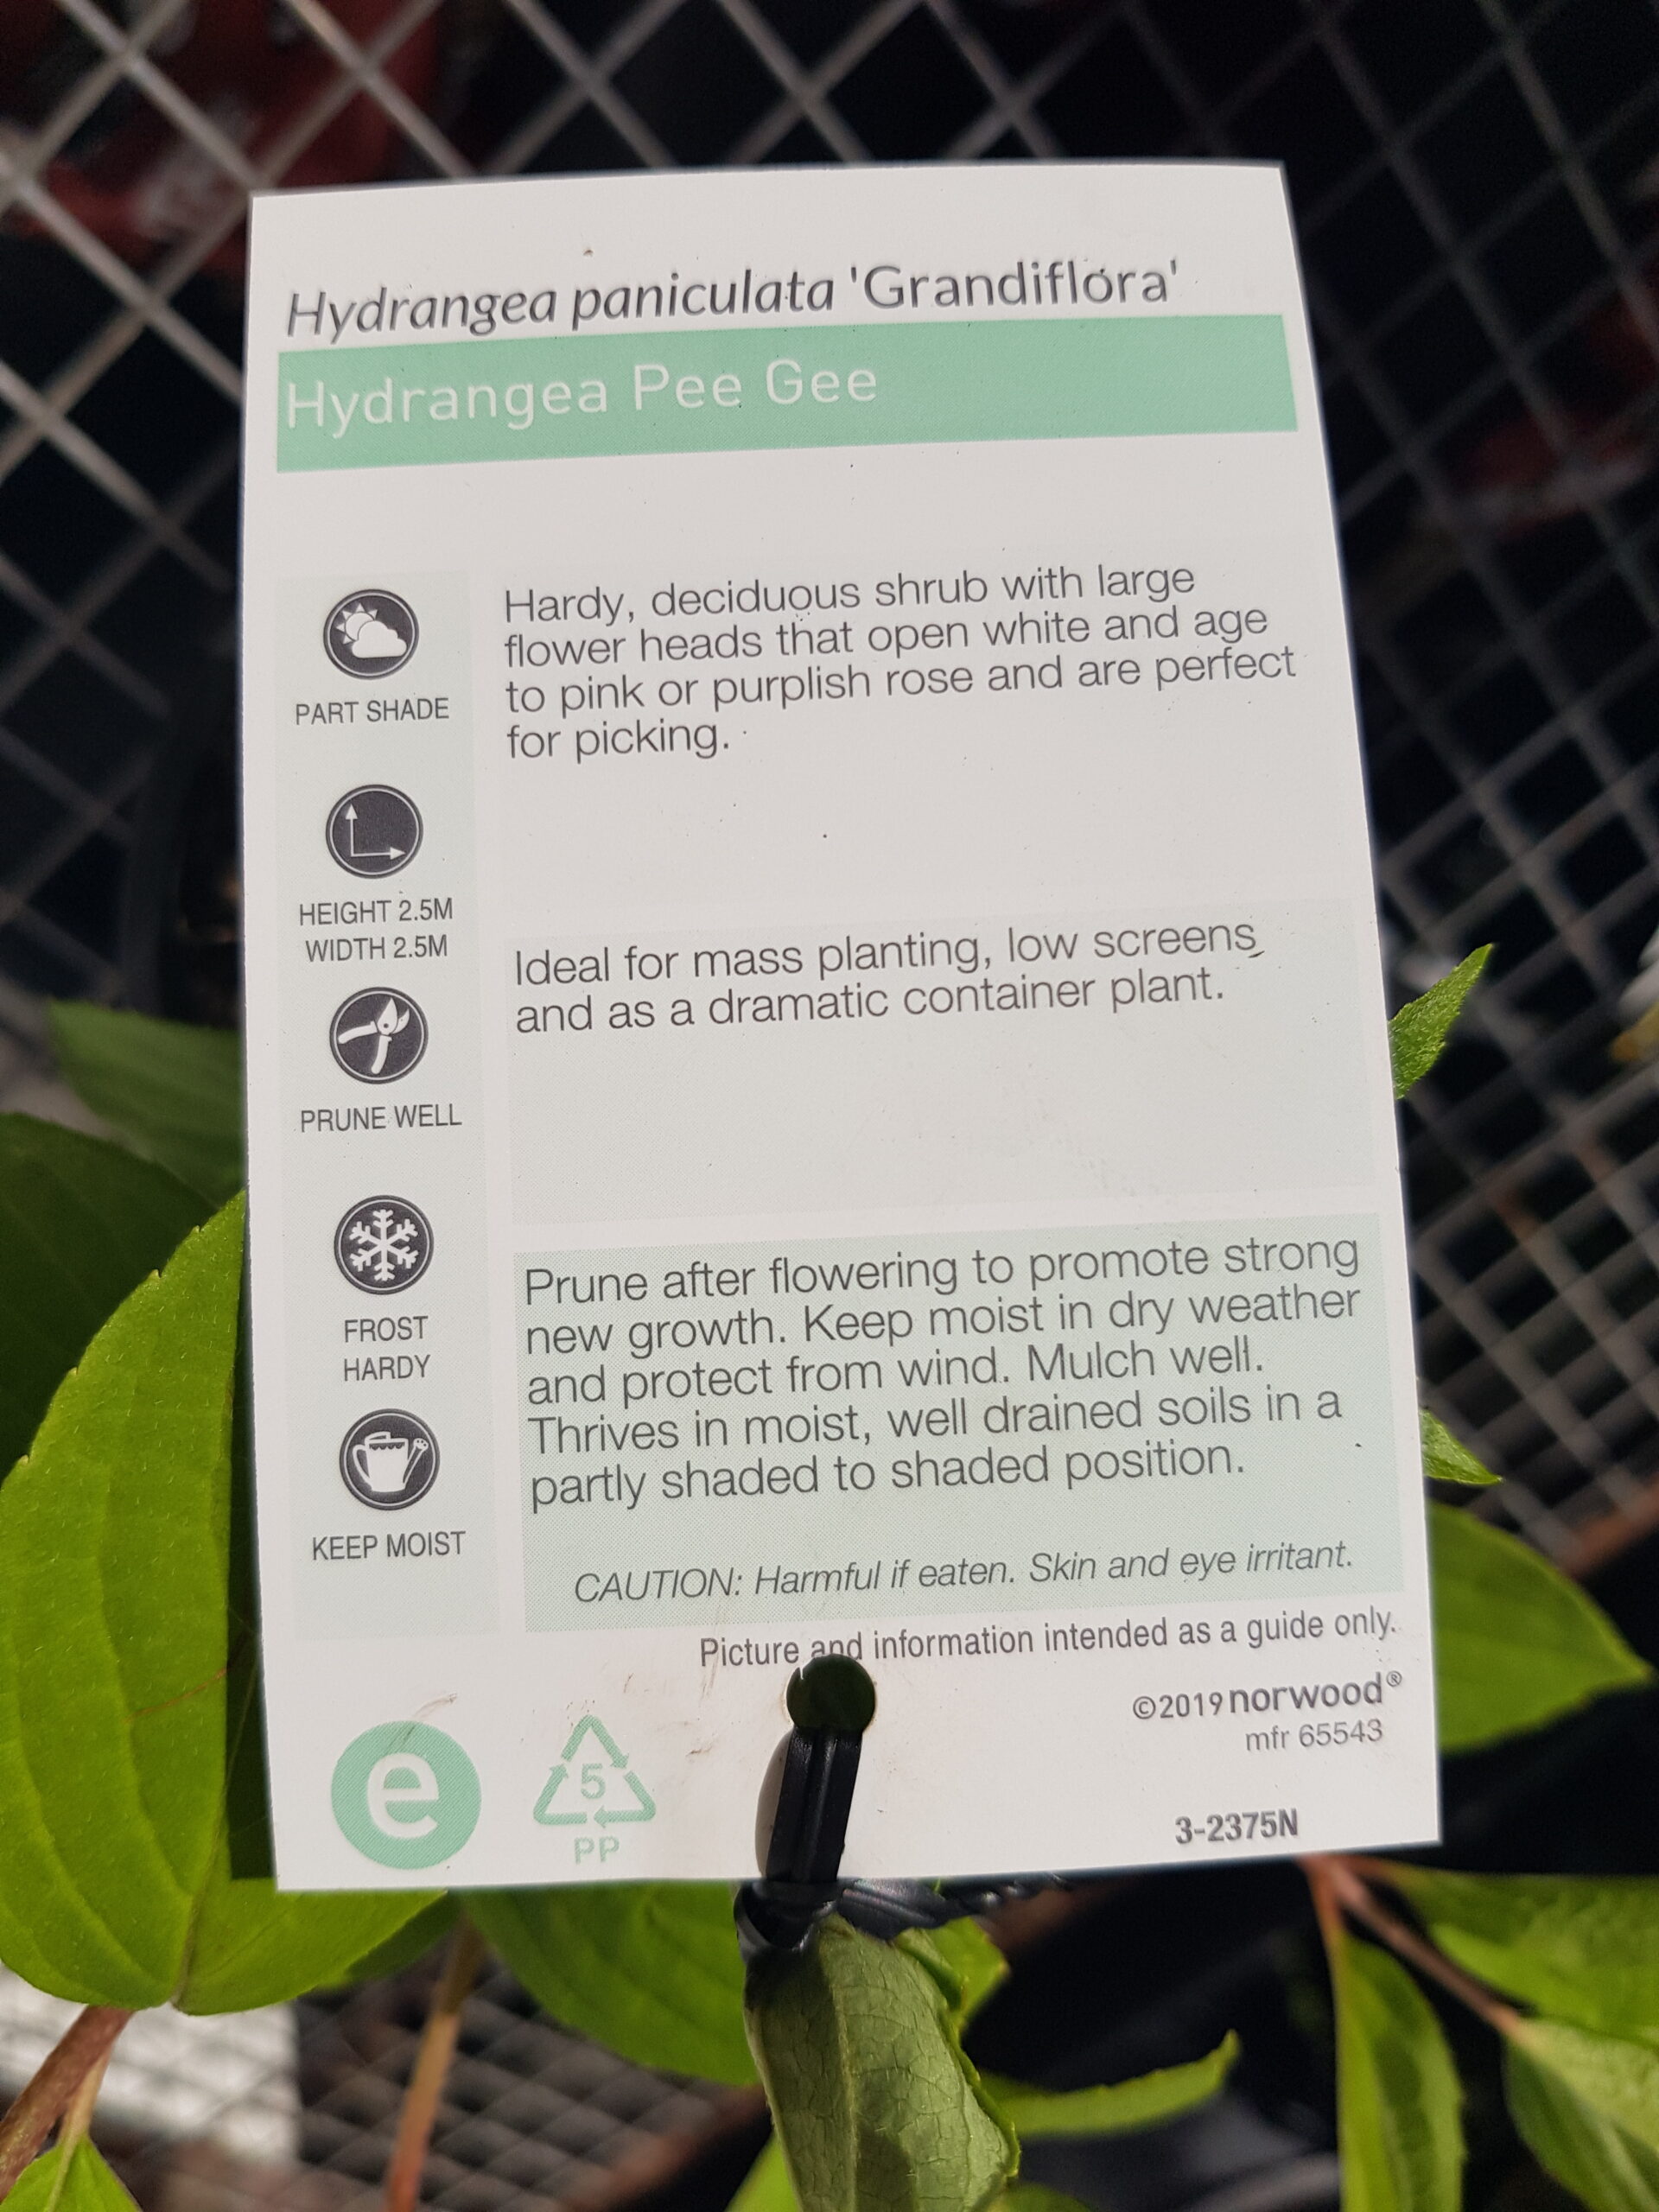 Hydrangea paniculata 'Grandiflora'
Hydrangea Pee Gee
PART SHADE
HEIGHT 2.5M
WIDTH 2.5M
PRUNE WELL
FROST
HARDY
KEEP MOIST
Hardy, deciduous shrub with large
flower heads that open white and age
to pink or purplish rose and are perfect
for picking.
Ideal for mass planting, low screens
and as a dramatic container plant.
Prune after flowering to promote strong
new growth. Keep moist in dry weather
and protect from wind. Mulch well.
Thrives in moist, well drained soils in a
partly shaded to shaded position.
CAUTION: Harmful if eaten. Skin and eye irritant.
Picture and information intended as a guide only.
©2019 norwood®
mfr 65543
e
5
PP
3-2375N